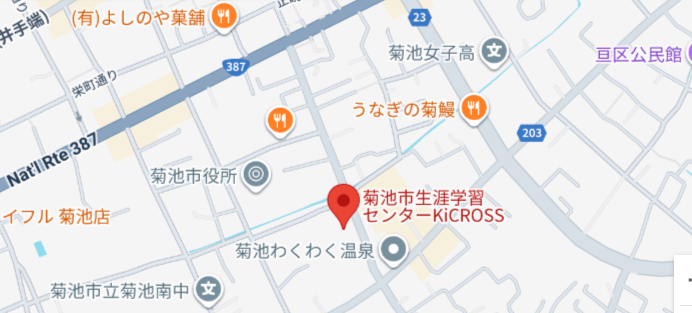 (有)よしのや菓舗
井手端)
正
23
栄町通り
387
菊池女子高
亘区公民館
うなぎの菊鰻
203
Nat'l Rte 387
菊池市役所
菊池市生涯学習
センターKiCROSS
イフル 菊池店
菊池わくわく温泉
菊池市立菊池南中